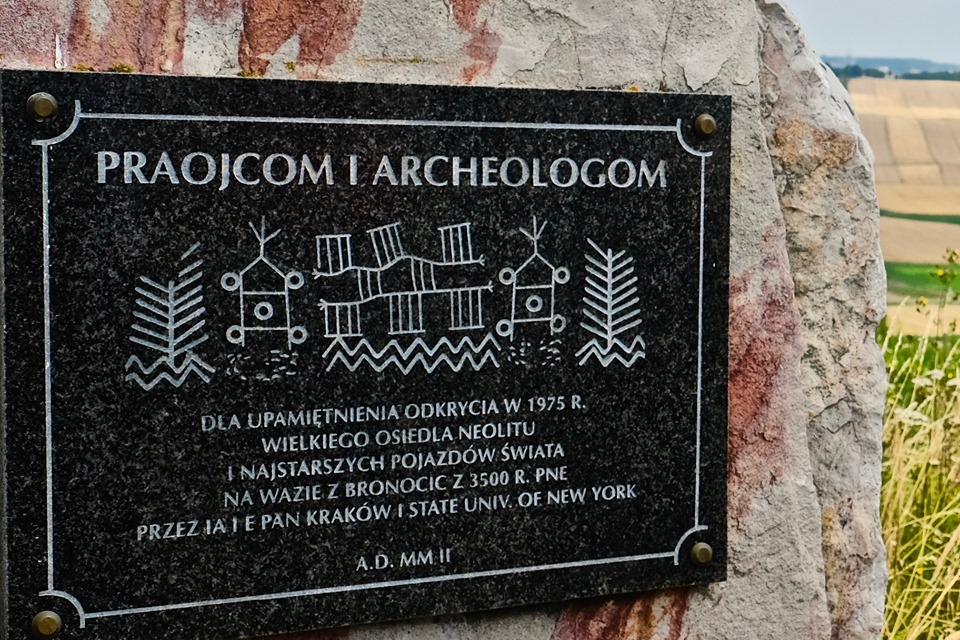 PRAOJCOM I ARCHEOLOGOM
DLA UPAMIĘTNIENIA ODKRYCIA W 1975 R.
WIELKIEGO OSIEDLA NEOLITU
I NAJSTARSZYCH POJAZDÓW ŚWIATA
NA WAZIE Z BRONOCIC Z 3500 R. PNE
PRZEZ IA I E PAN KRAKÓW I STATE UNIV. OF NEW YORK
A.D. MM II